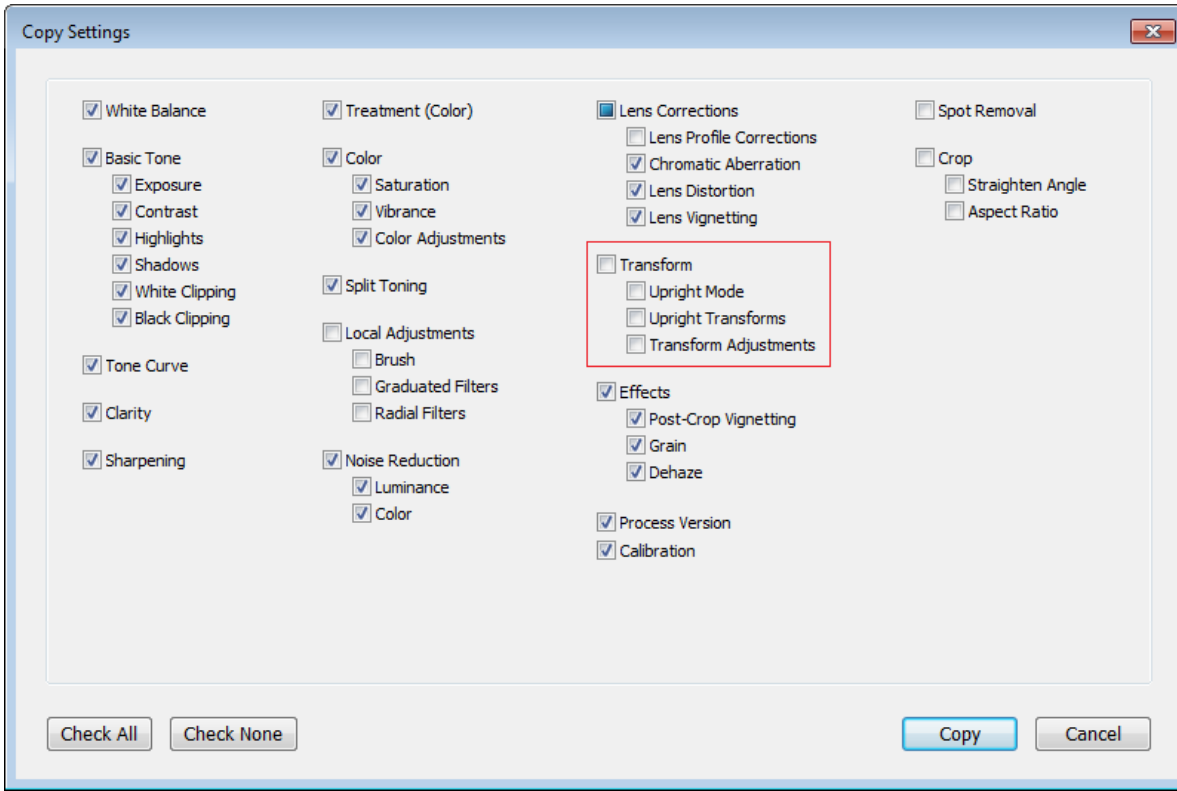 Copy Settings
White Balance
Basic Tone
Exposure
Contrast
Highlights
Shadows
White Clipping
Black Clipping
Tone Curve
Clarity
Sharpening
Treatment (Color)
Color
Saturation
Vibrance
Color Adjustments
Split Toning
Local Adjustments
Brush
Graduated Filters
Radial Filters
Noise Reduction
Luminance
Color
Lens Corrections
Lens Profile Corrections
Chromatic Aberration
Lens Distortion
Lens Vignetting
Transform
Upright Mode
Upright Transforms
Transform Adjustments
Effects
Post-Crop Vignetting
Grain
Dehaze
Process Version
Calibration
Spot Removal
Crop
Straighten Angle
Aspect Ratio
Check All
Check None
Copy
Cancel